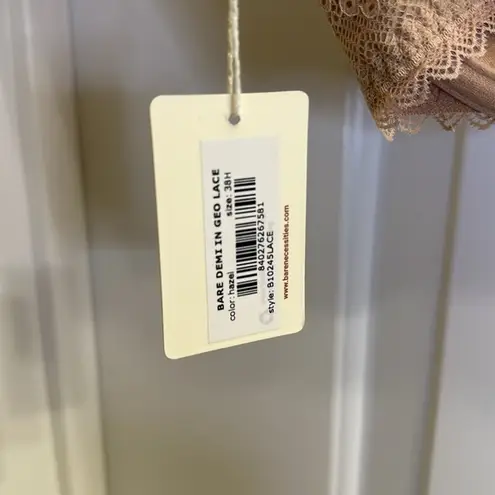 BARE DEMI IN GEO LACE
color: hazel size: 38H
840276267581
style: B10245LACE
www.barenecessities.com